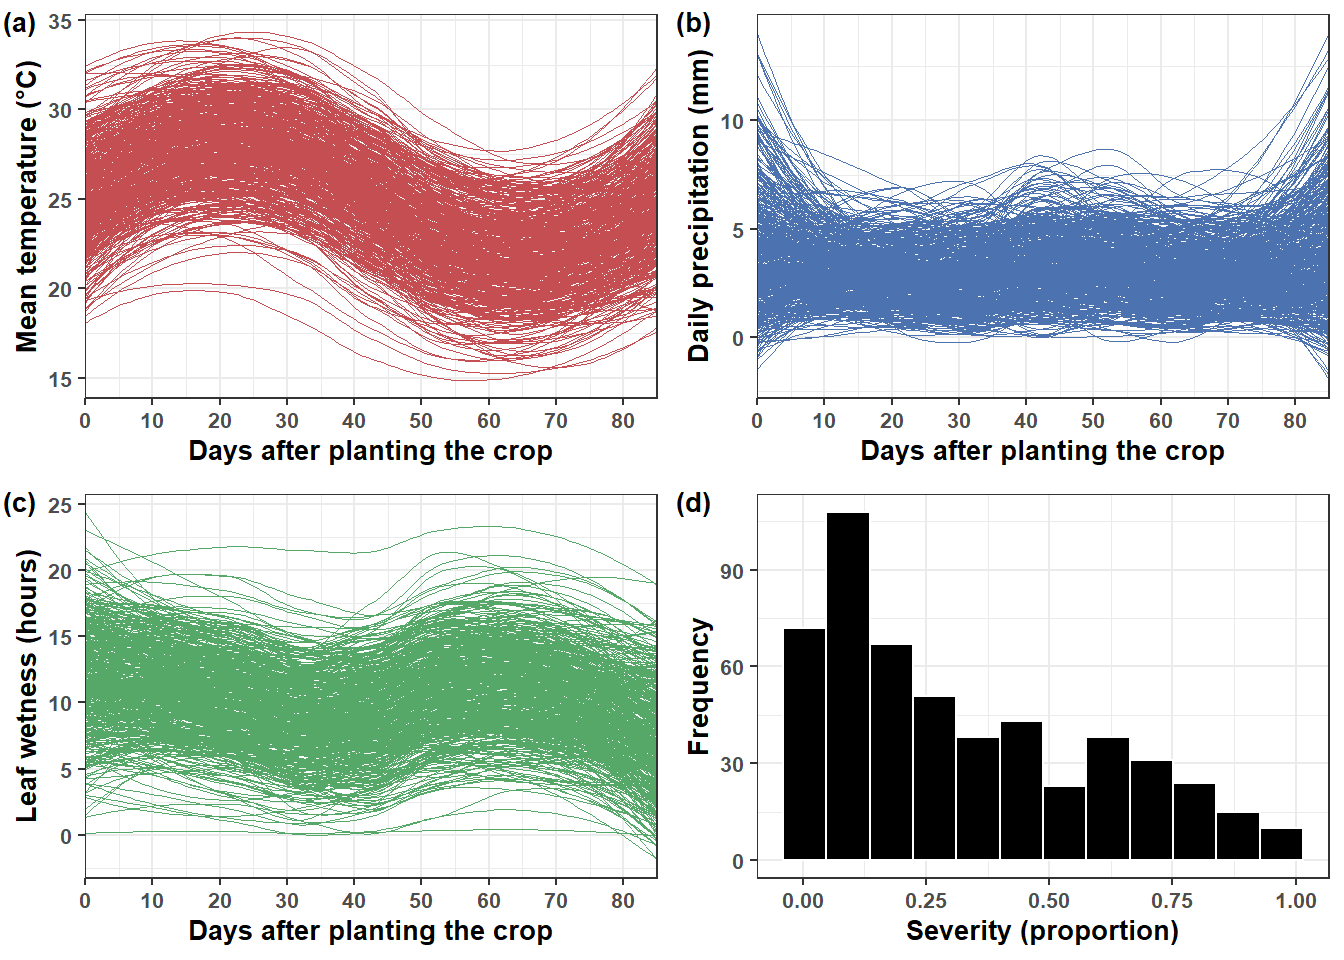 (a)
Mean temperature (°C)
35
30
25
20
15
0 10 20 30 40 50 60 70 80
Days after planting the crop
(b)
Daily precipitation (mm)
10
5
0
0 10 20 30 40 50 60 70 80
Days after planting the crop
(c)
Leaf wetness (hours)
25
20
15
10
5
0
0 10 20 30 40 50 60 70 80
Days after planting the crop
(d)
Frequency
90
60
30
0
0.00 0.25 0.50 0.75 1.00
Severity (proportion)